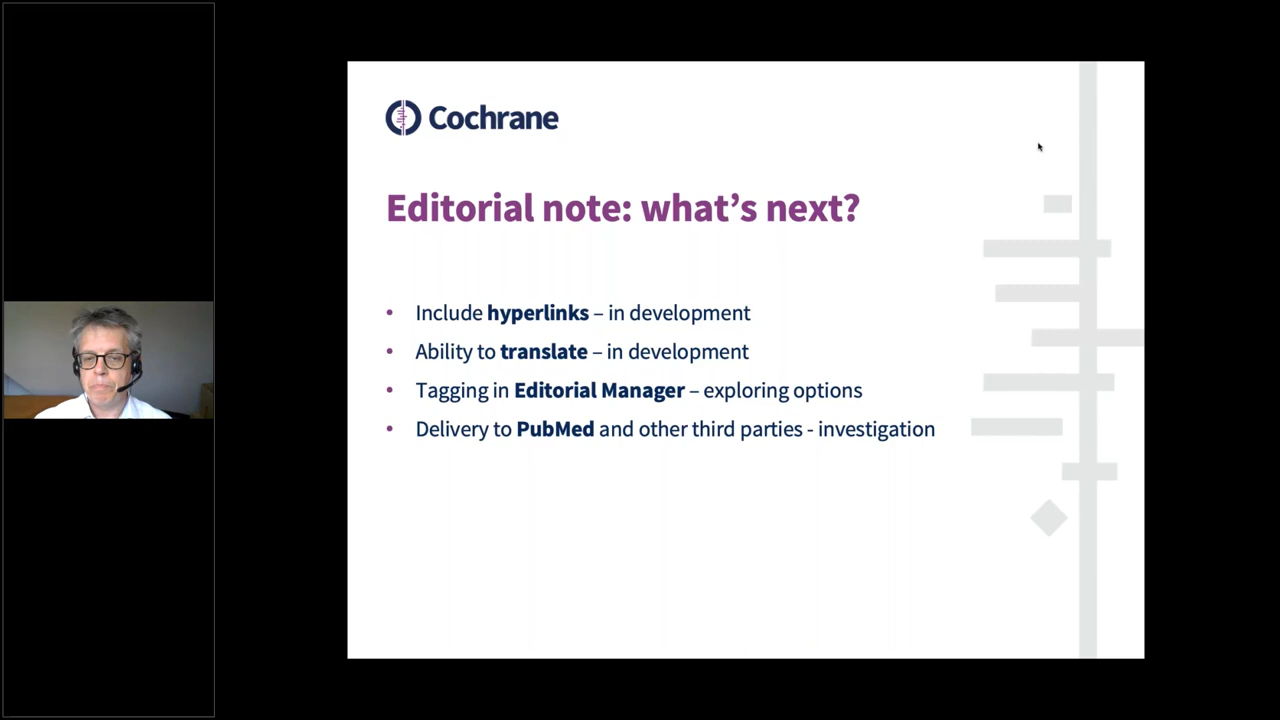 Cochrane
Editorial note: what’s next?
• Include hyperlinks – in development
• Ability to translate – in development
• Tagging in Editorial Manager – exploring options
• Delivery to PubMed and other third parties - investigation